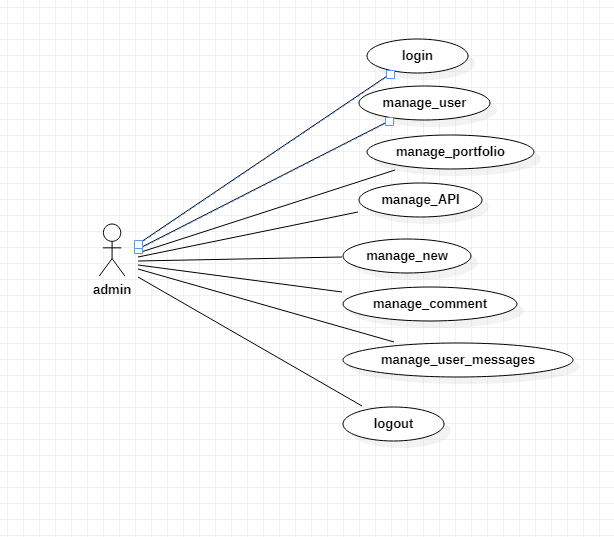 login
manage_user
manage_portfolio
manage_API
manage_new
admin
manage_comment
manage_user_messages
logout